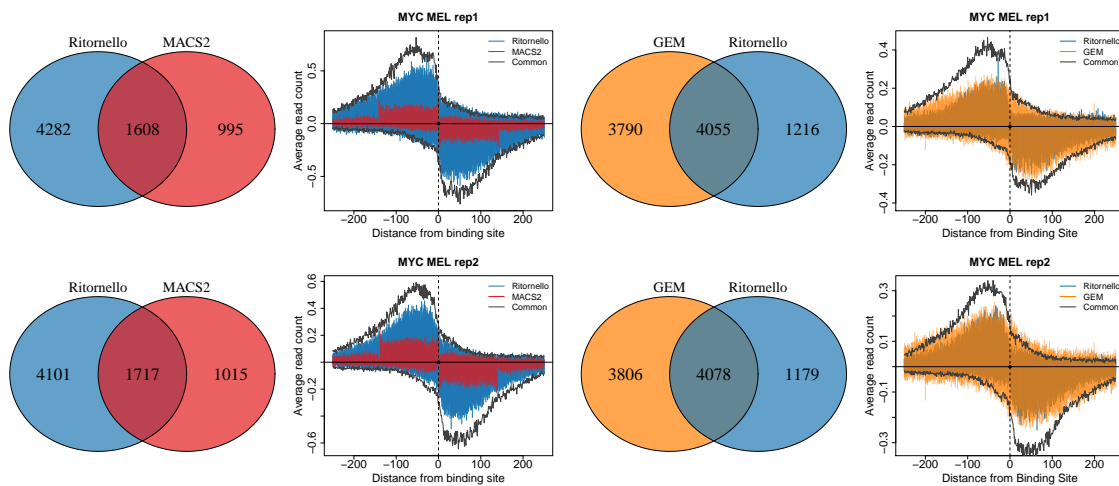 Ritornello MACS2
4282 1608 995
MYC MEL rep1
Ritornello
MACS2
Common
Average read count
0.5
0.0
−0.5
−200 −100 0 100 200
Distance from binding site
GEM Ritornello
3790 4055 1216
MYC MEL rep1
Ritornello
GEM
Common
Average read count
0.4
0.2
0.0
−0.2
−0.4
−200 −100 0 100 200
Distance from Binding Site
Ritornello MACS2
4101 1717 1015
MYC MEL rep2
Ritornello
MACS2
Common
Average read count
0.6
0.4
0.2
0.0
−0.2
−0.6
−200 −100 0 100 200
Distance from binding site
GEM Ritornello
3806 4078 1179
MYC MEL rep2
Ritornello
GEM
Common
Average read count
0.3
0.1
−0.1
−0.3
−200 −100 0 100 200
Distance from Binding Site